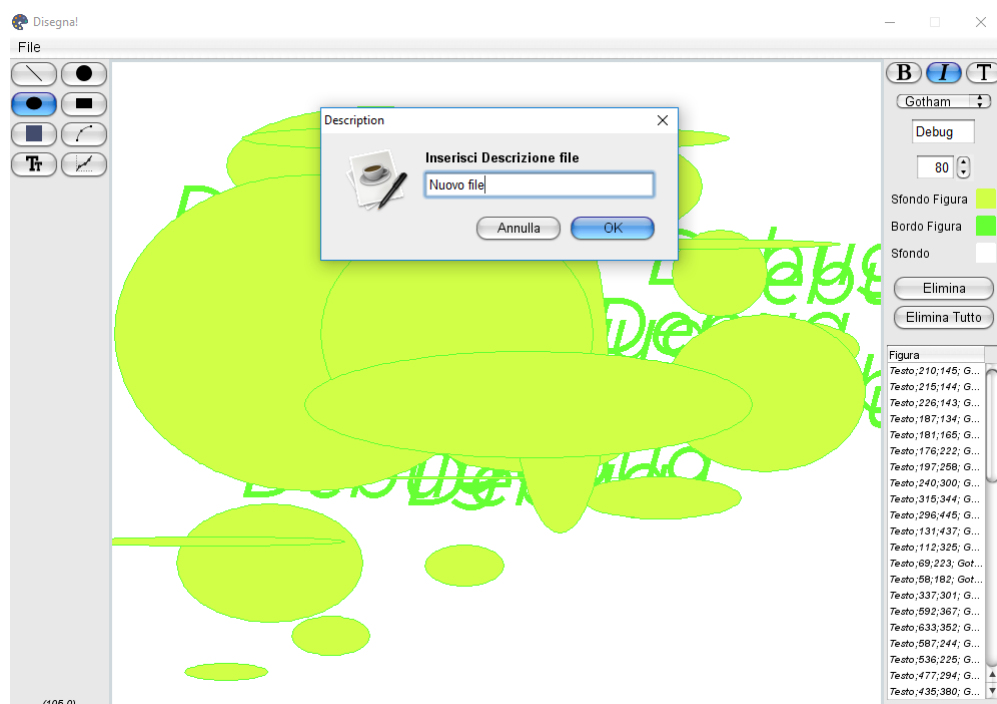 Disegna!
File
Description
Inserisci Descrizione file
Nuovo file
Annulla
OK
Tr
B
I
T
Gotham
Debug
80
Sfondo Figura
Bordo Figura
Sfondo
Elimina
Elimina Tutto
Figura
Testo;210;145; G...
Testo;215;144; G...
Testo;226;143; G...
Testo;187;134; G...
Testo;181;165; G...
Testo;176;222; G...
Testo;197;258; G...
Testo;240;300; G...
Testo;315;344; G...
Testo;296;445; G...
Testo;131;437; G...
Testo;112;325; G...
Testo;69;223; Got...
Testo;58;182; Got...
Testo;337;301; G...
Testo;592;367; G...
Testo;633;352; G...
Testo;587;244; G...
Testo;536;225; G...
Testo;477;294; G...
Testo;435;380; G...